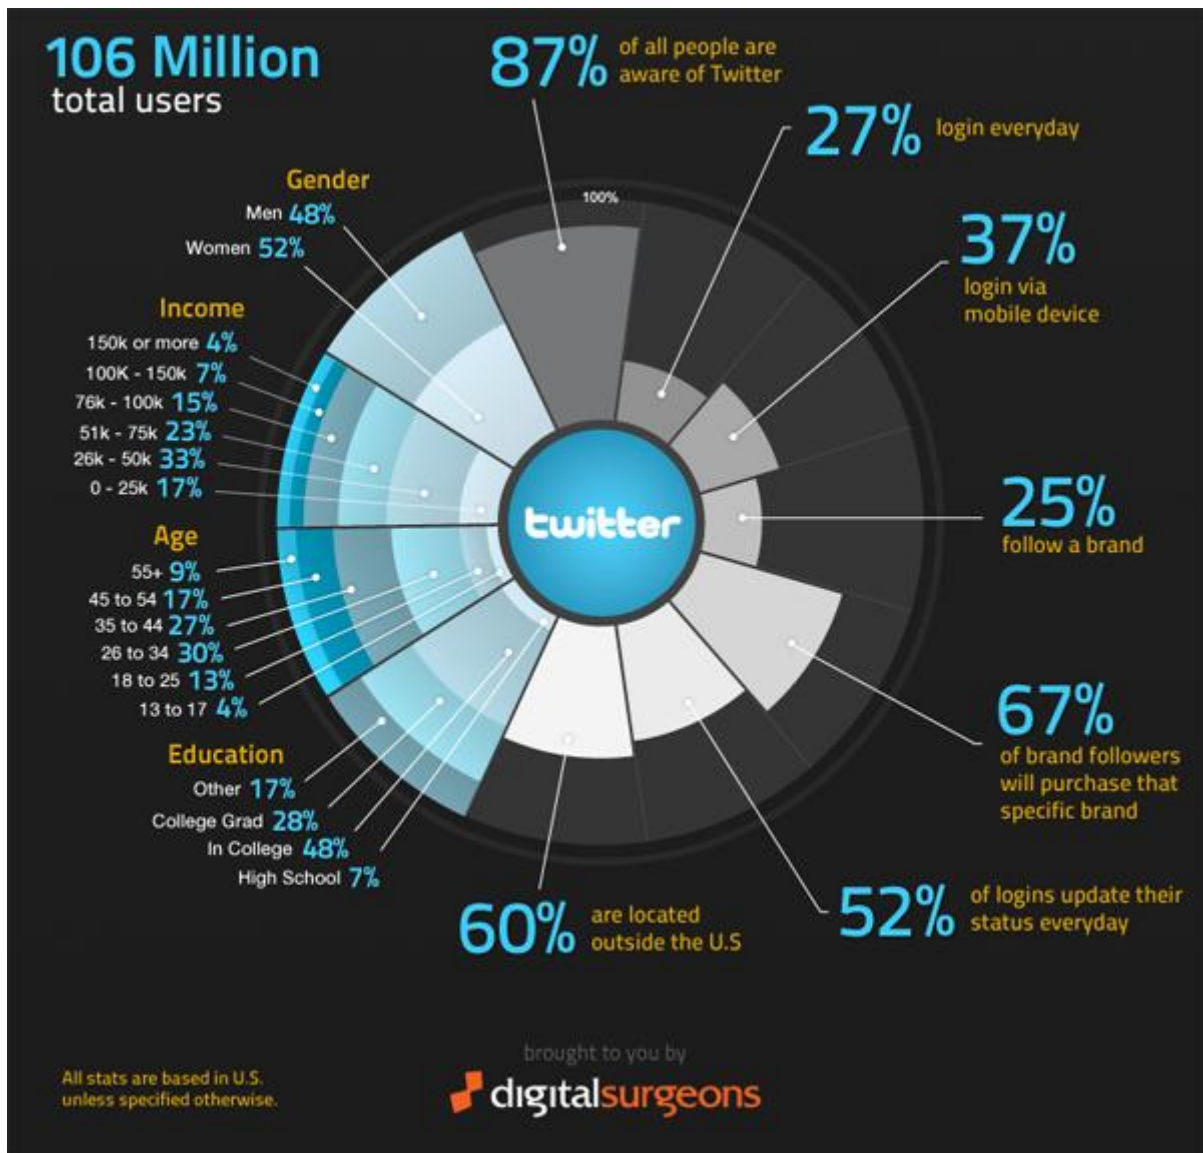 106 Million
total users
87% of all people are
aware of Twitter
27% login everyday
100%
Gender
Men 48%
Women 52%
37%
login via
mobile device
Income
150k or more 4%
100K - 150k 7%
76k - 100k 15%
51k - 75k 23%
26k - 50k 33%
0 - 25k 17%
25%
follow a brand
twitter
Age
55+ 9%
45 to 54 17%
35 to 44 27%
26 to 34 30%
18 to 25 13%
13 to 17 4%
67%
of brand followers
will purchase that
specific brand
Education
Other 17%
College Grad 28%
In College 48%
High School 7%
60% are located
outside the U.S
52% of logins update their
status everyday
brought to you by
digitalsurgeons
All stats are based in U.S.
unless specified otherwise.